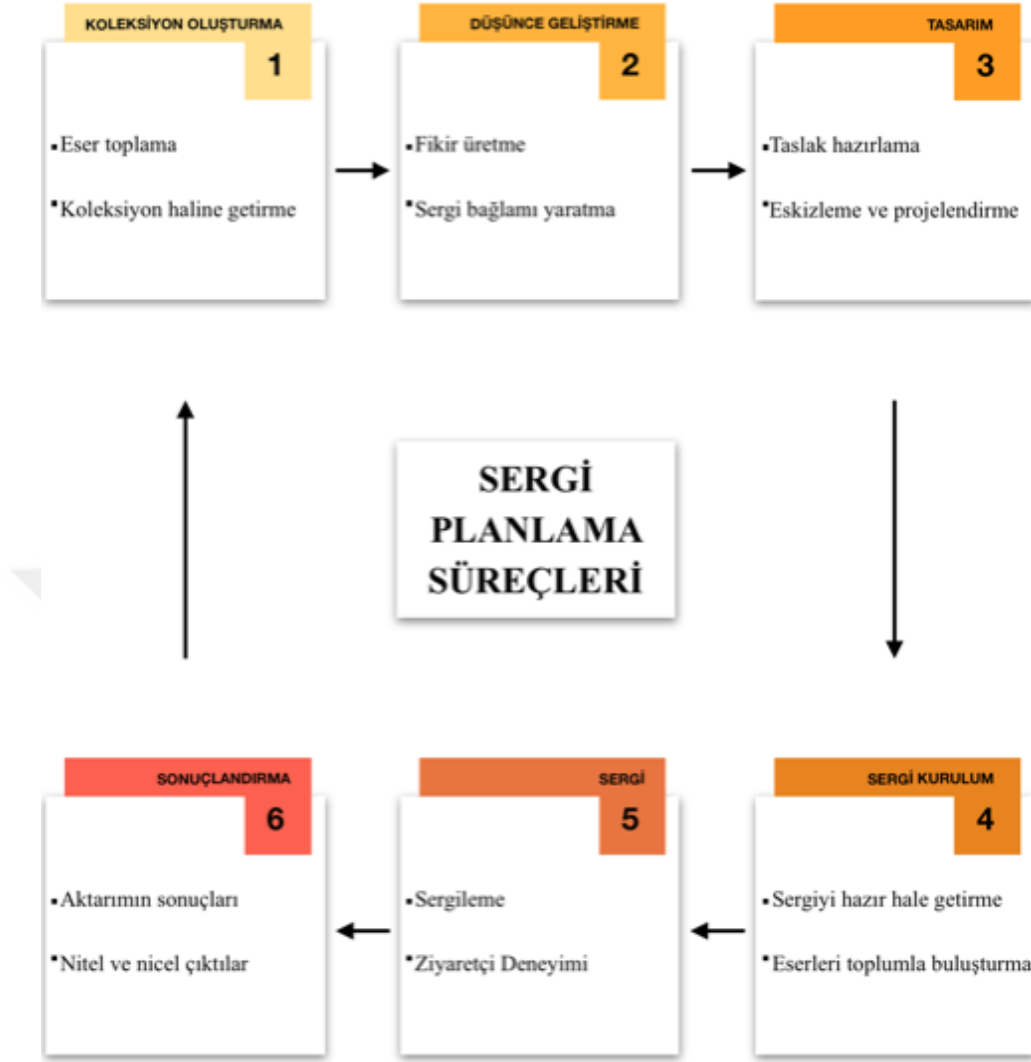 KOLEKSİYON OLUŞTURMA
1
▪Eser toplama
▪Koleksiyon haline getirme
DÜŞÜNCE GELİŞTİRME
2
▪Fikir üretme
▪Sergi bağlamı yaratma
TASARIM
3
▪Taslak hazırlama
▪Eskizleme ve projelendirme
SERGİ
PLANLAMA
SÜREÇLERİ
SERGİ KURULUM
4
▪Sergiyi hazır hale getirme
▪Eserleri toplumla buluşturma
SERGİ
5
▪Sergileme
▪Ziyaretçi Deneyimi
SONUÇLANDIRMA
6
▪Aktarımın sonuçları
▪Nitel ve nicel çıktılar